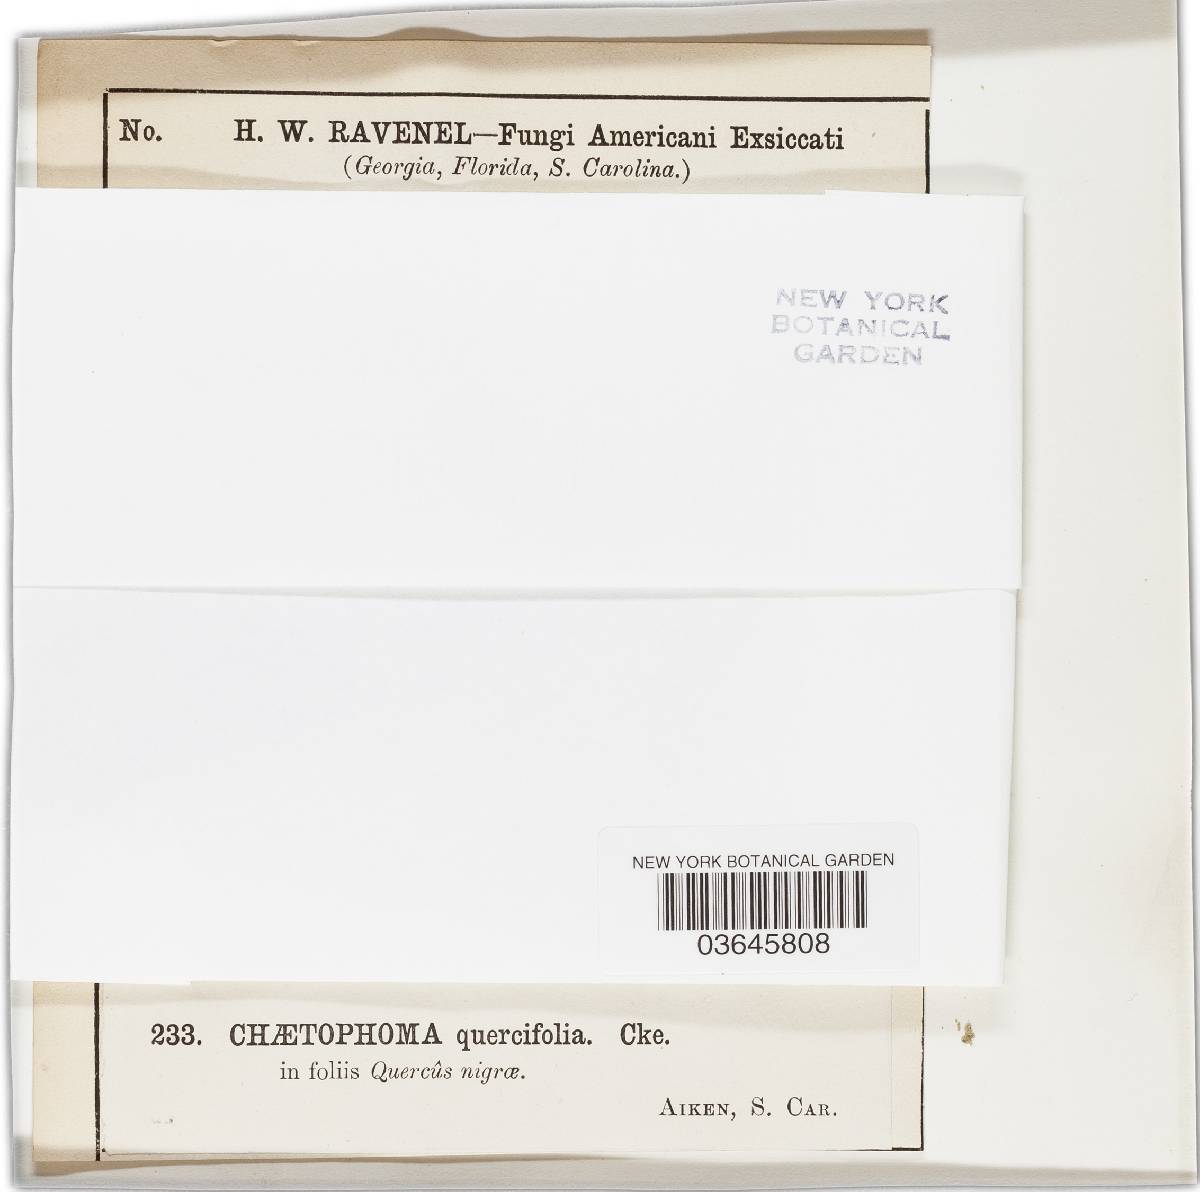 No. H. W. RAVENEL—Fungi Americani Exsiccati
(Georgia, Florida, S. Carolina.)
NEW YORK
BOTANICAL
GARDEN
NEW YORK BOTANICAL GARDEN
03645808
233. CHÆTOPHOMA quercifolia. Cke.
in foliis Quercûs nigræ.
AIKEN, S. CAR.